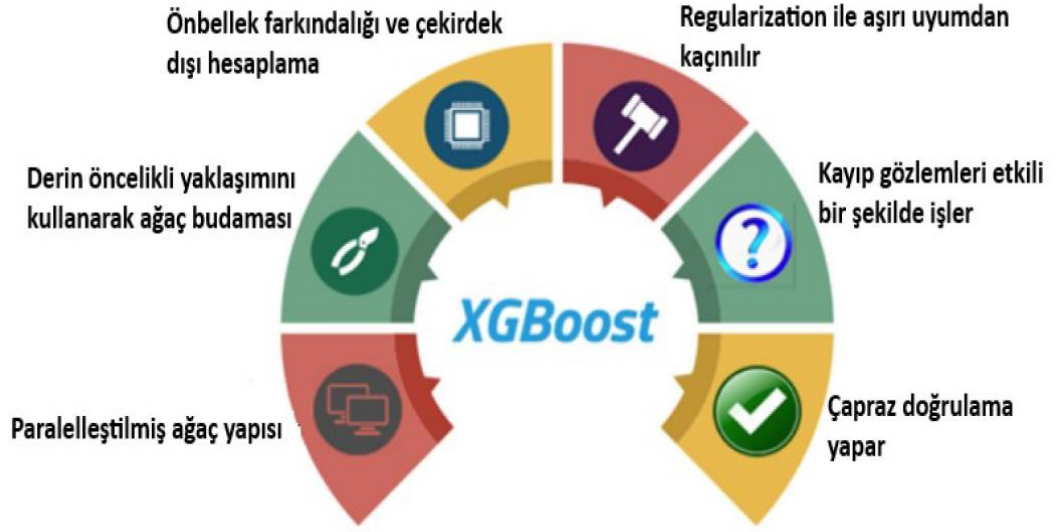 Önbellek farkındalığı ve çekirdek
dışı hesaplama
Regularization ile aşırı uyumdan
kaçınılır
Derin öncelikli yaklaşımını
kullanarak ağaç budaması
Kayıp gözlemleri etkili
bir şekilde işler
XGBoost
Paralelleştilmiş ağaç yapısı
Çapraz doğrulama
yapar